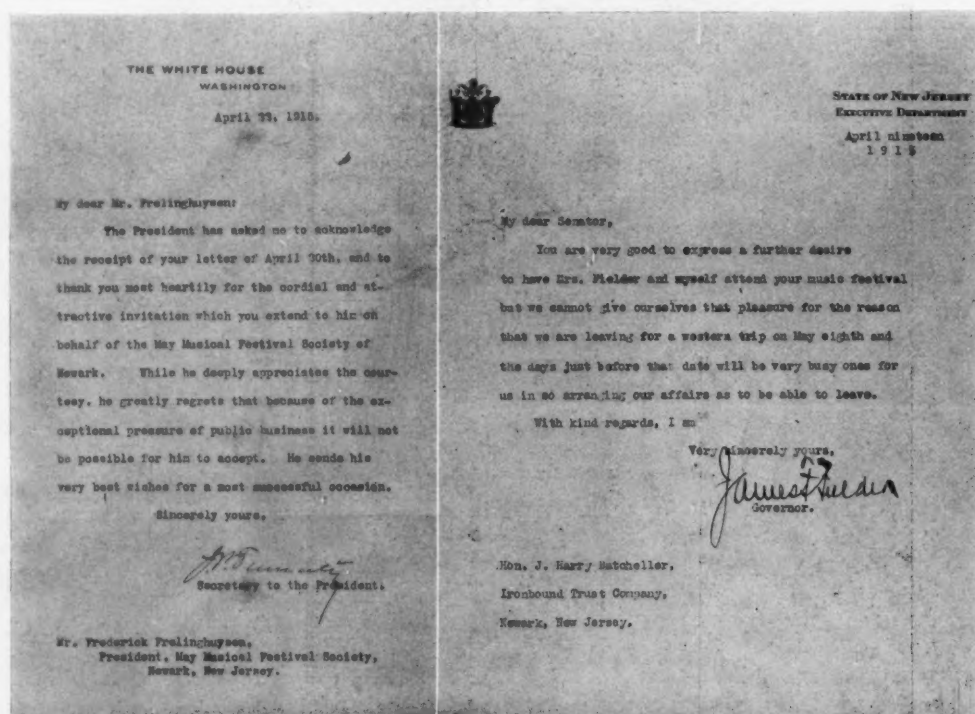 THE WHITE HOUSE
WASHINGTON
April 22, 1915.
My dear Mr. Frelinghuysen:
The President has asked me to acknowledge
the receipt of your letter of April 20th, and to
thank you most heartily for the cordial and at-
tractive invitation which you extend to him on
behalf of the May Musical Festival Society of
Newark. While he deeply appreciates the cour-
tesy, he greatly regrets that because of the ex-
ceptional pressure of public business it will not
be possible for him to accept. He sends his
very best wishes for a most successful occasion.
Sincerely yours,
Secretary to the President.
Mr. Frederick Frelinghuysen,
President, May Musical Festival Society,
Newark, New Jersey.
STATE OF NEW JERSEY
EXECUTIVE DEPARTMENT
April nineteen
1915
My dear Senator,
You are very good to express a further desire
to have Mrs. Fielder and myself attend your music festival
but we cannot give ourselves that pleasure for the reason
that we are leaving for a western trip on May eighth and
the days just before that date will be very busy ones for
us in so arranging our affairs as to be able to leave.
With kind regards, I am
Very sincerely yours,
James F Fielder
Governor.
Hon. J. Harry Batcheller,
Ironbound Trust Company,
Newark, New Jersey.